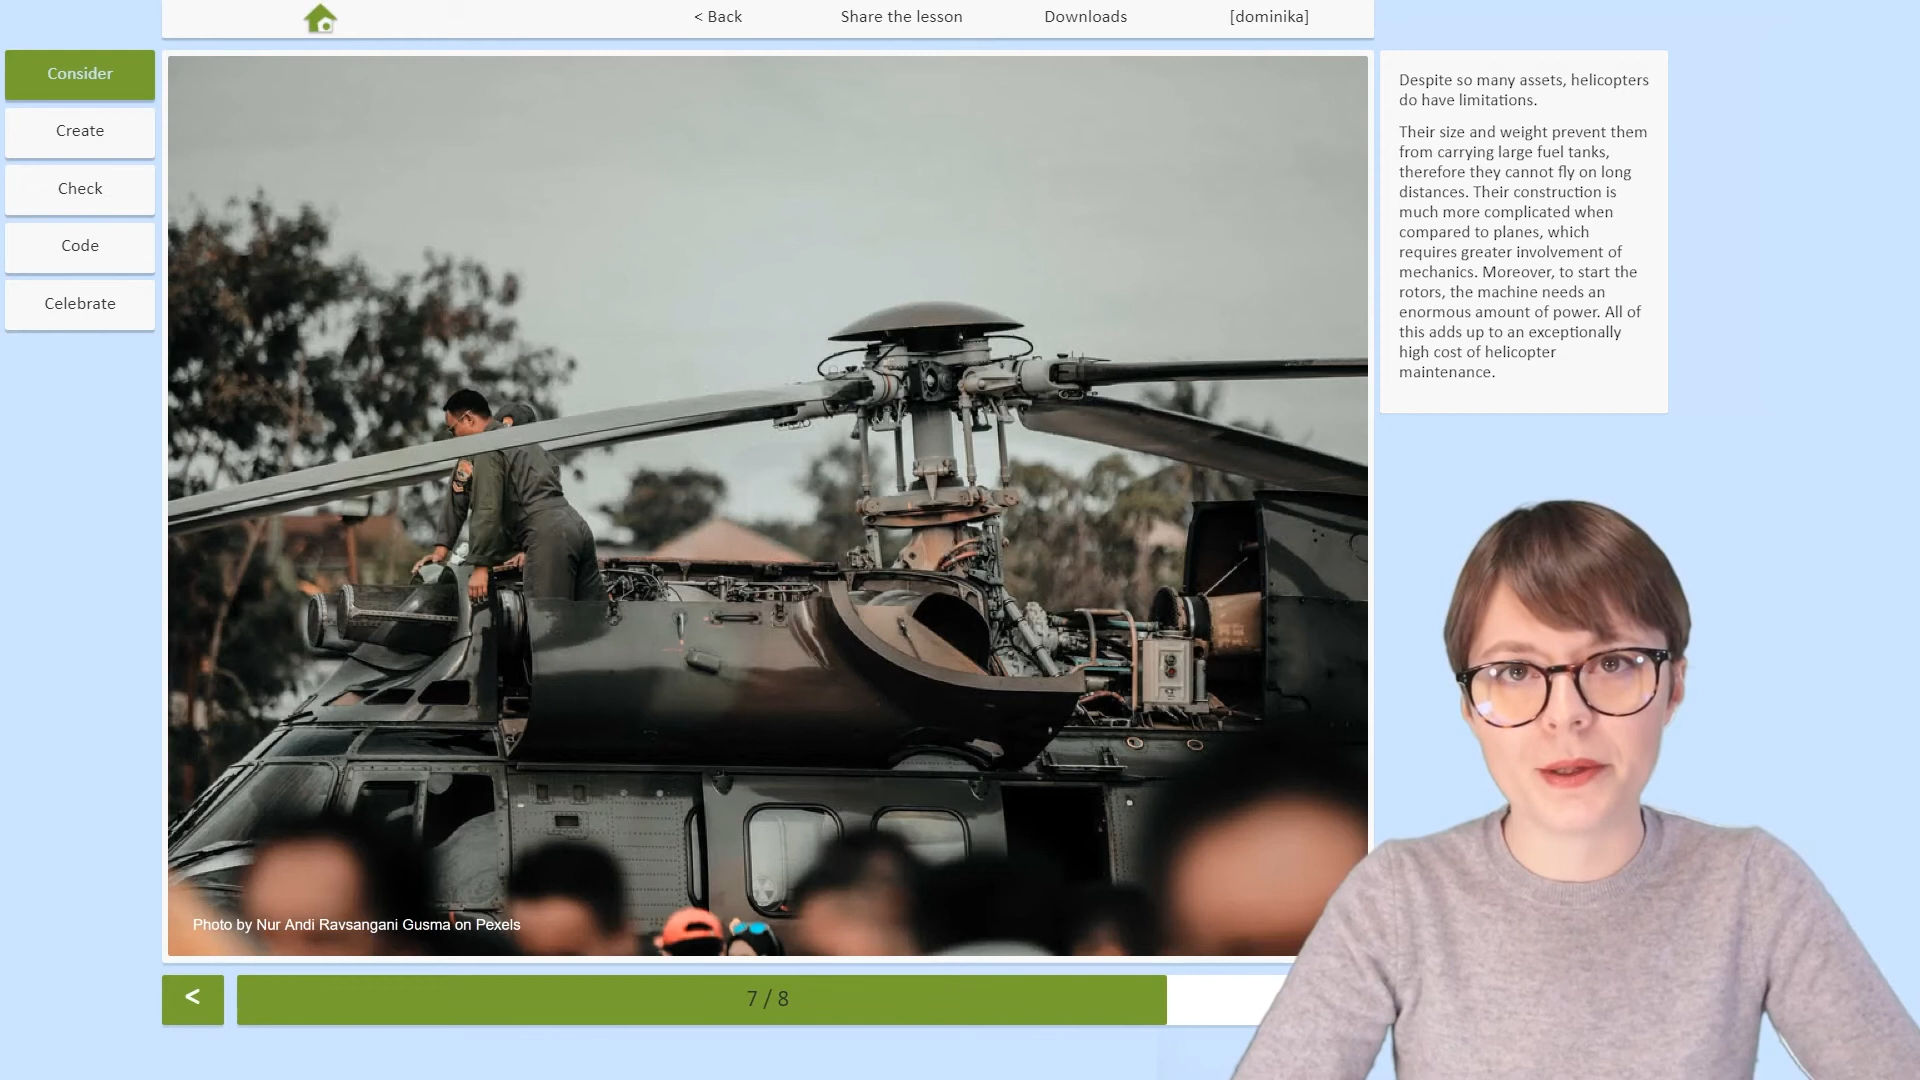 < Back
Share the lesson
Downloads
[dominika]
Consider
Create
Check
Code
Celebrate
Despite so many assets, helicopters
do have limitations.
Their size and weight prevent them
from carrying large fuel tanks,
therefore they cannot fly on long
distances. Their construction is
much more complicated when
compared to planes, which
requires greater involvement of
mechanics. Moreover, to start the
rotors, the machine needs an
enormous amount of power. All of
this adds up to an exceptionally
high cost of helicopter
maintenance.
Photo by Nur Andi Ravsangani Gusma on Pexels
<
7 / 8